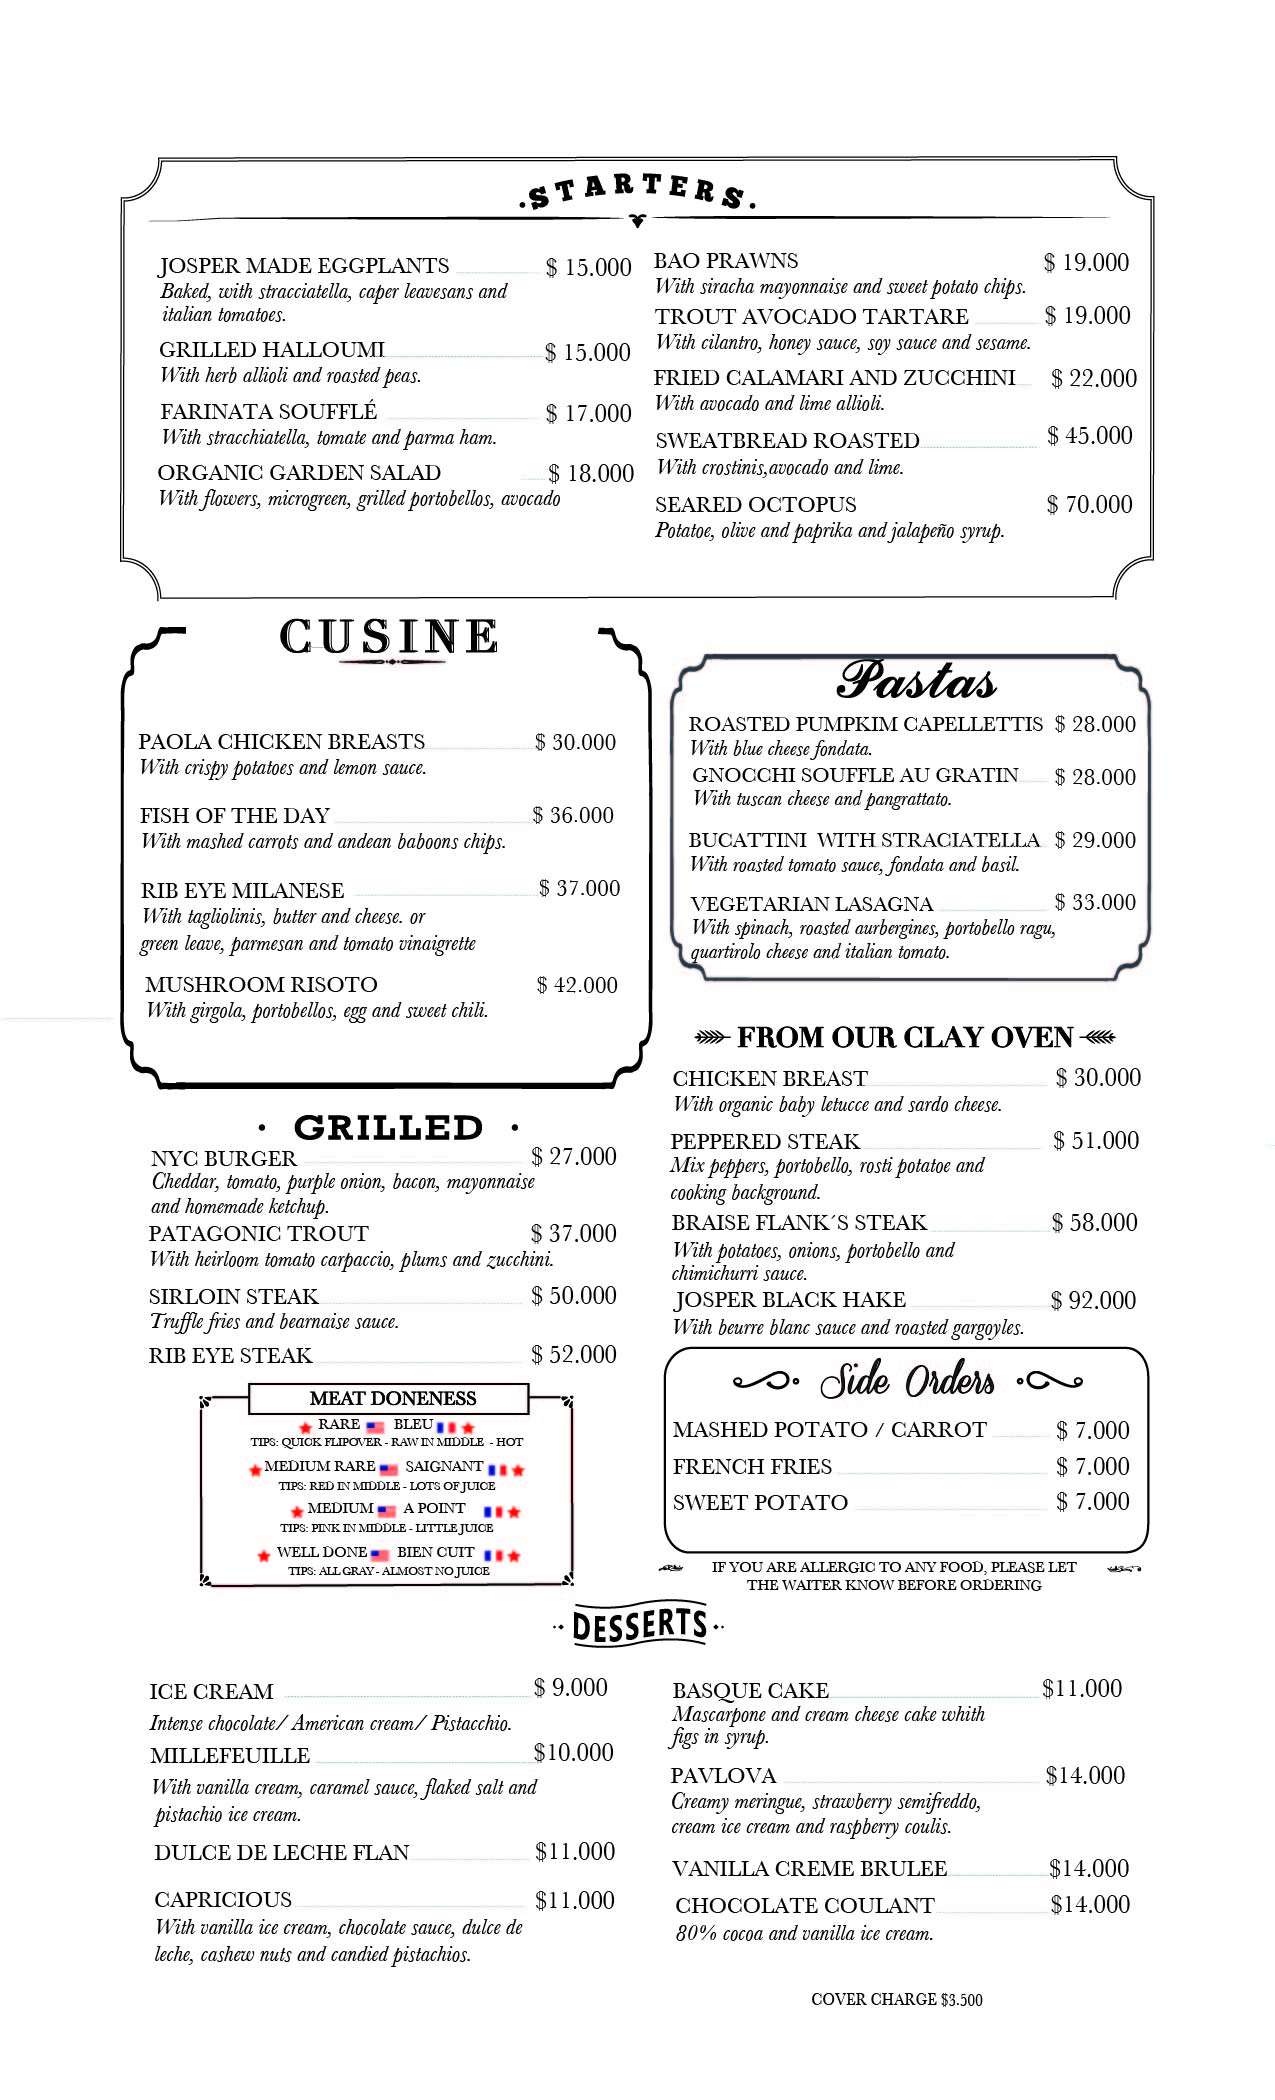 ·STARTERS.
JOSPER MADE EGGPLANTS $ 15.000
Baked, with stracciatella, caper leavesans and
italian tomatoes.
GRILLED HALLOUMI $ 15.000
With herb allioli and roasted peas.
FARINATA SOUFFLÉ $ 17.000
With stracchiatella, tomate and parma ham.
ORGANIC GARDEN SALAD $ 18.000
With flowers, microgreen, grilled portobellos, avocado
BAO PRAWNS $ 19.000
With siracha mayonnaise and sweet potato chips.
TROUT AVOCADO TARTARE $ 19.000
With cilantro, honey sauce, soy sauce and sesame.
FRIED CALAMARI AND ZUCCHINI $ 22.000
With avocado and lime allioli.
SWEATBREAD ROASTED $ 45.000
With crostinis,avocado and lime.
SEARED OCTOPUS $ 70.000
Potatoe, olive and paprika and jalapeño syrup.
CUSINE
PAOLA CHICKEN BREASTS $ 30.000
With crispy potatoes and lemon sauce.
FISH OF THE DAY $ 36.000
With mashed carrots and andean baboons chips.
RIB EYE MILANESE $ 37.000
With tagliolinis, butter and cheese. or
green leave, parmesan and tomato vinaigrette
MUSHROOM RISOTO $ 42.000
With girgola, portobellos, egg and sweet chili.
Pastas
ROASTED PUMPKIM CAPELLETTIS $ 28.000
With blue cheese fondata.
GNOCCHI SOUFFLE AU GRATIN $ 28.000
With tuscan cheese and pangrattato.
BUCATTINI WITH STRACIATELLA $ 29.000
With roasted tomato sauce, fondata and basil.
VEGETARIAN LASAGNA $ 33.000
With spinach, roasted aurbergines, portobello ragu,
quartirolo cheese and italian tomato.
· GRILLED ·
NYC BURGER $ 27.000
Cheddar, tomato, purple onion, bacon, mayonnaise
and homemade ketchup.
PATAGONIC TROUT $ 37.000
With heirloom tomato carpaccio, plums and zucchini.
SIRLOIN STEAK $ 50.000
Truffle fries and bearnaise sauce.
RIB EYE STEAK $ 52.000
MEAT DONENESS
RARE BLEU
TIPS: QUICK FLIPOVER - RAW IN MIDDLE - HOT
MEDIUM RARE SAIGNANT
TIPS: RED IN MIDDLE - LOTS OF JUICE
MEDIUM A POINT
TIPS: PINK IN MIDDLE - LITTLE JUICE
WELL DONE BIEN CUIT
TIPS: ALL GRAY - ALMOST NO JUICE
FROM OUR CLAY OVEN
CHICKEN BREAST $ 30.000
With organic baby letucce and sardo cheese.
PEPPERED STEAK $ 51.000
Mix peppers, portobello, rosti potatoe and
cooking background.
BRAISE FLANK´S STEAK $ 58.000
With potatoes, onions, portobello and
chimichurri sauce.
JOSPER BLACK HAKE $ 92.000
With beurre blanc sauce and roasted gargoyles.
Side Orders
MASHED POTATO / CARROT $ 7.000
FRENCH FRIES $ 7.000
SWEET POTATO $ 7.000
IF YOU ARE ALLERGIC TO ANY FOOD, PLEASE LET
THE WAITER KNOW BEFORE ORDERING
DESSERTS
ICE CREAM $ 9.000
Intense chocolate/ American cream/ Pistacchio.
MILLEFEUILLE $10.000
With vanilla cream, caramel sauce, flaked salt and
pistachio ice cream.
DULCE DE LECHE FLAN $11.000
CAPRICIOUS $11.000
With vanilla ice cream, chocolate sauce, dulce de
leche, cashew nuts and candied pistachios.
BASQUE CAKE $11.000
Mascarpone and cream cheese cake whith
figs in syrup.
PAVLOVA $14.000
Creamy meringue, strawberry semifreddo,
cream ice cream and raspberry coulis.
VANILLA CREME BRULEE $14.000
CHOCOLATE COULANT $14.000
80% cocoa and vanilla ice cream.
COVER CHARGE $3.500